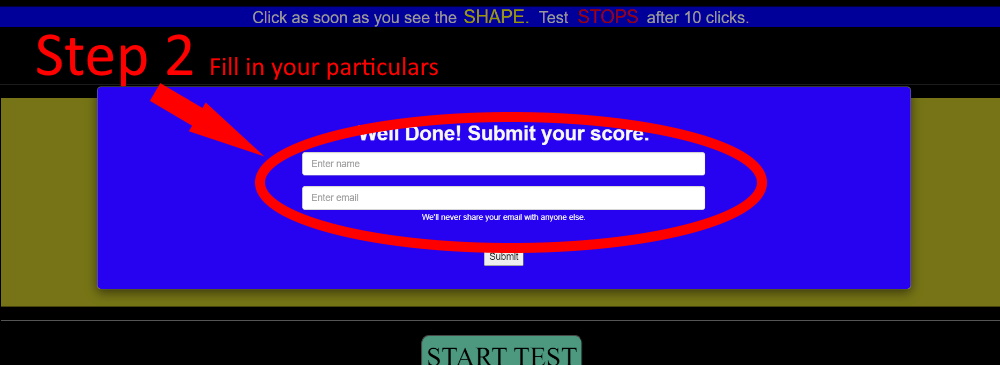 Click as soon as you see the SHAPE. Test STOPS after 10 clicks.
Step 2 Fill in your particulars
Well Done! Submit your score.
Enter name
Enter email
We'll never share your email with anyone else.
Submit
START TEST